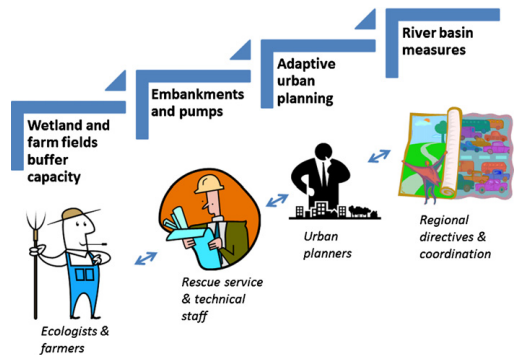 Wetland and
farm fields
buffer
capacity
Embankments
and pumps
Adaptive
urban
planning
River basin
measures
Ecologists &
farmers
Rescue service
& technical
staff
Urban
planners
Regional
directives &
coordination